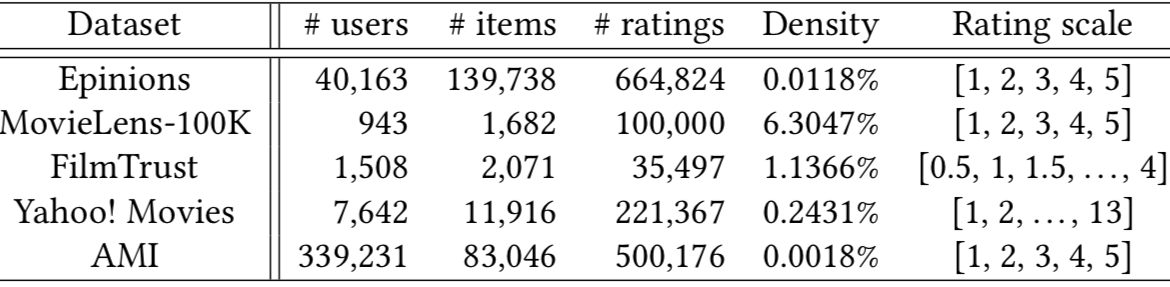 Dataset # users # items # ratings Density Rating scale
Epinions 40,163 139,738 664,824 0.0118% [1, 2, 3, 4, 5]
MovieLens-100K 943 1,682 100,000 6.3047% [1, 2, 3, 4, 5]
FilmTrust 1,508 2,071 35,497 1.1366% [0.5, 1, 1.5, ..., 4]
Yahoo! Movies 7,642 11,916 221,367 0.2431% [1, 2, ..., 13]
AMI 339,231 83,046 500,176 0.0018% [1, 2, 3, 4, 5]